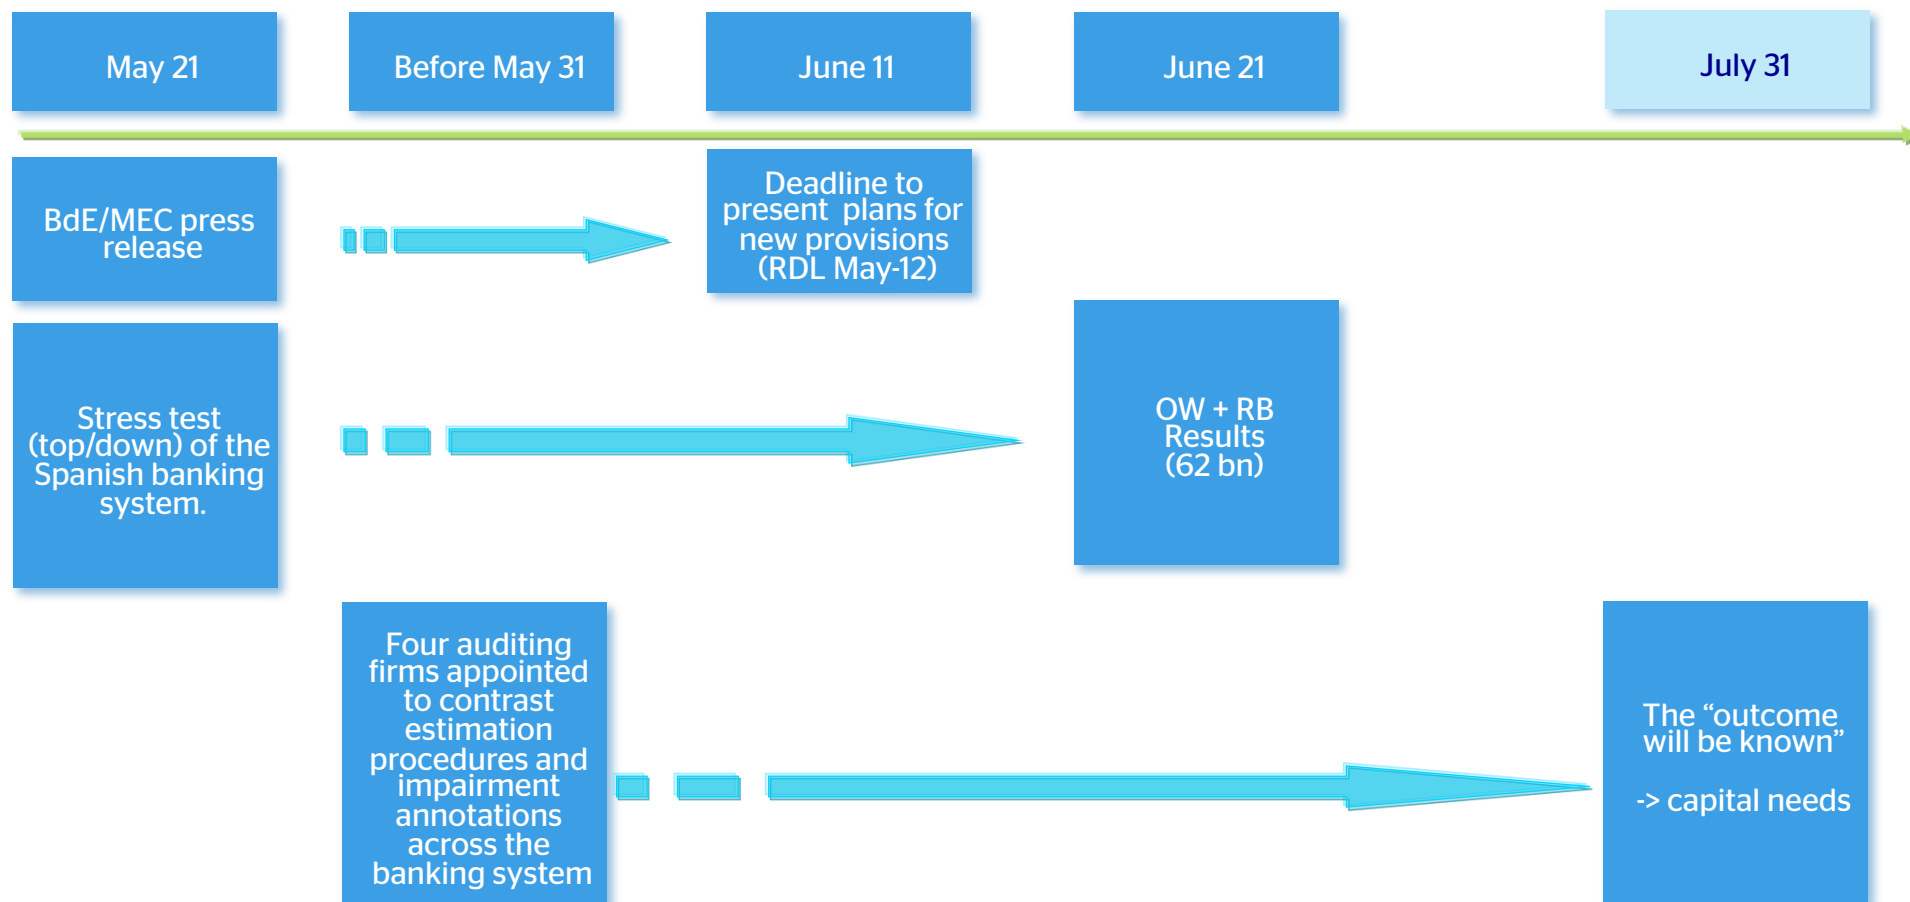 May 21
Before May 31
June 11
June 21
July 31
BdE/MEC press
release
Deadline to
present plans for
new provisions
(RDL May-12)
Stress test
(top/down) of the
Spanish banking
system.
OW + RB
Results
(62 bn)
Four auditing
firms appointed
to contrast
estimation
procedures and
impairment
annotations
across the
banking system
The “outcome
will be known”
-> capital needs